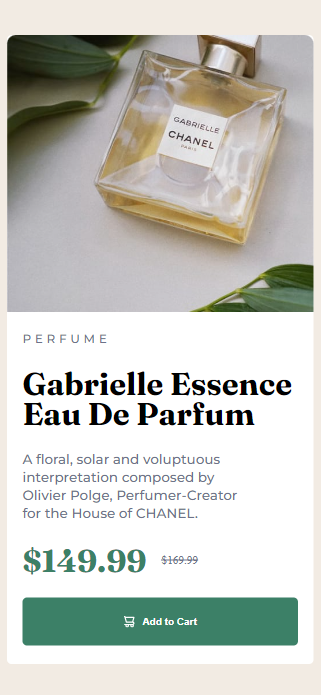 GABRIELLE
CHANEL
PARIS
PERFUME
Gabrielle Essence
Eau De Parfum
A floral, solar and voluptuous
interpretation composed by
Olivier Polge, Perfumer-Creator
for the House of CHANEL.
$149.99 $169.99
Add to Cart